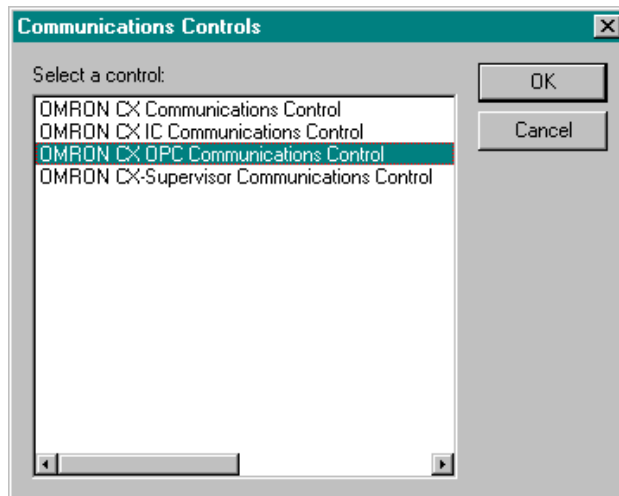 Communications Controls
Select a control:
OMRON CX Communications Control
OMRON CX IC Communications Control
OMRON CX OPC Communications Control
OMRON CX-Supervisor Communications Control
OK
Cancel